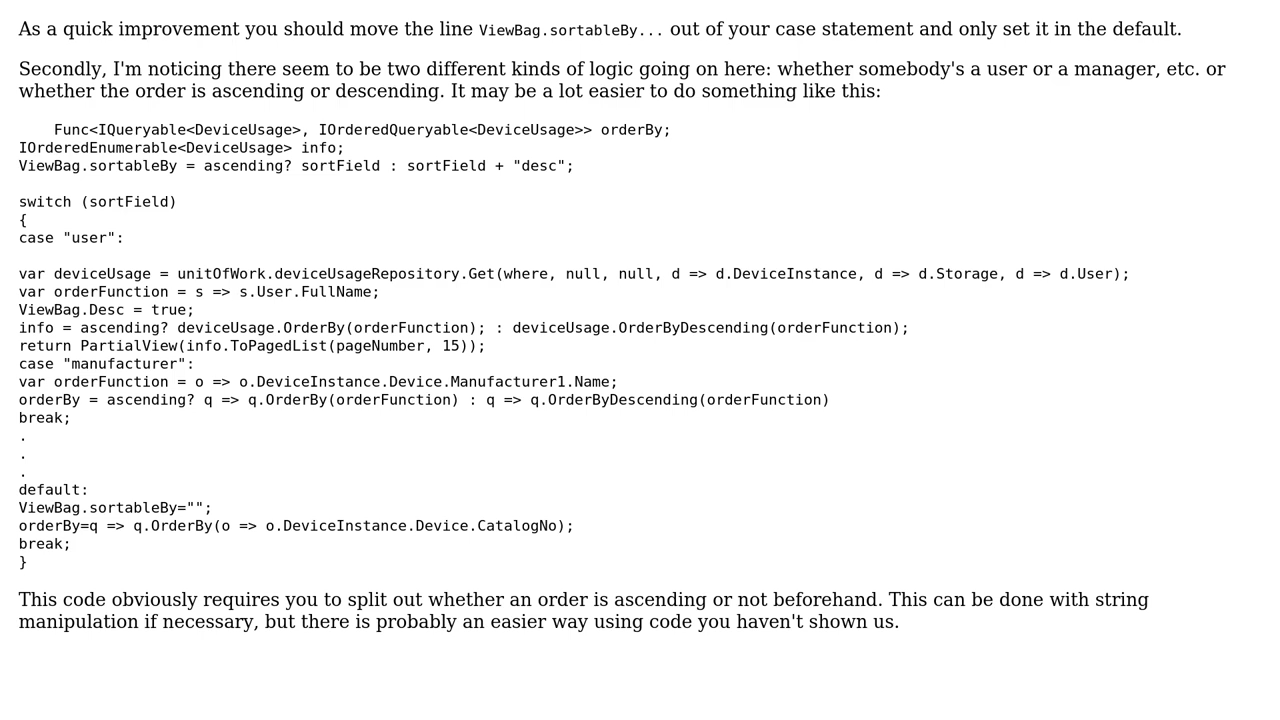 As a quick improvement you should move the line ViewBag.sortableBy... out of your case statement and only set it in the default.
Secondly, I'm noticing there seem to be two different kinds of logic going on here: whether somebody's a user or a manager, etc. or
whether the order is ascending or descending. It may be a lot easier to do something like this:
    Func<IQueryable<DeviceUsage>, IOrderedQueryable<DeviceUsage>> orderBy;
IOrderedEnumerable<DeviceUsage> info;
ViewBag.sortableBy = ascending? sortField : sortField + "desc";
switch (sortField)
{
case "user":
var deviceUsage = unitOfWork.deviceUsageRepository.Get(where, null, null, d => d.DeviceInstance, d => d.Storage, d => d.User);
var orderFunction = s => s.User.FullName;
ViewBag.Desc = true;
info = ascending? deviceUsage.OrderBy(orderFunction); : deviceUsage.OrderByDescending(orderFunction);
return PartialView(info.ToPagedList(pageNumber, 15));
case "manufacturer":
var orderFunction = o => o.DeviceInstance.Device.Manufacturer1.Name;
orderBy = ascending? q => q.OrderBy(orderFunction) : q => q.OrderByDescending(orderFunction)
break;
.
.
.
default:
ViewBag.sortableBy="";
orderBy=q => q.OrderBy(o => o.DeviceInstance.Device.CatalogNo);
break;
}
This code obviously requires you to split out whether an order is ascending or not beforehand. This can be done with string
manipulation if necessary, but there is probably an easier way using code you haven't shown us.